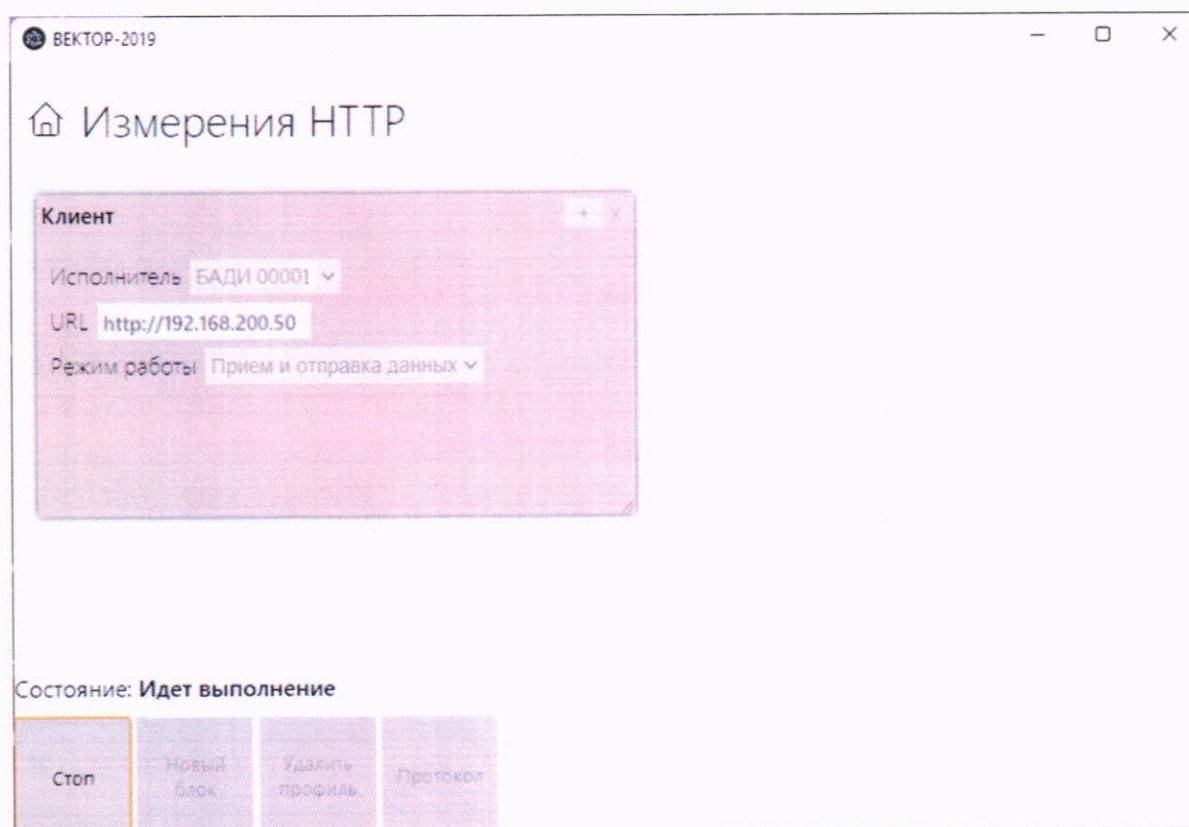 ВЕКТОР-2019
Измерения HTTP
Клиент
+ x
Исполнитель БАДИ 00001
URL http://192.168.200.50
Режим работы Прием и отправка данных
Состояние: Идет выполнение
Стоп
Новый
блок
Удалить
профиль
Протокол